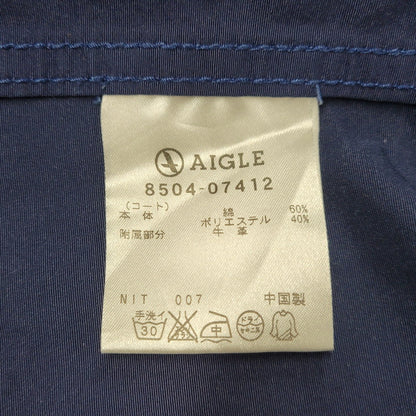 AIGLE
8504-07412
(コート)
本体 綿 60%
ポリエステル 40%
附属部分 牛革
NIT 007 中国製
手洗イ
30
中
ドライ
セキユ系